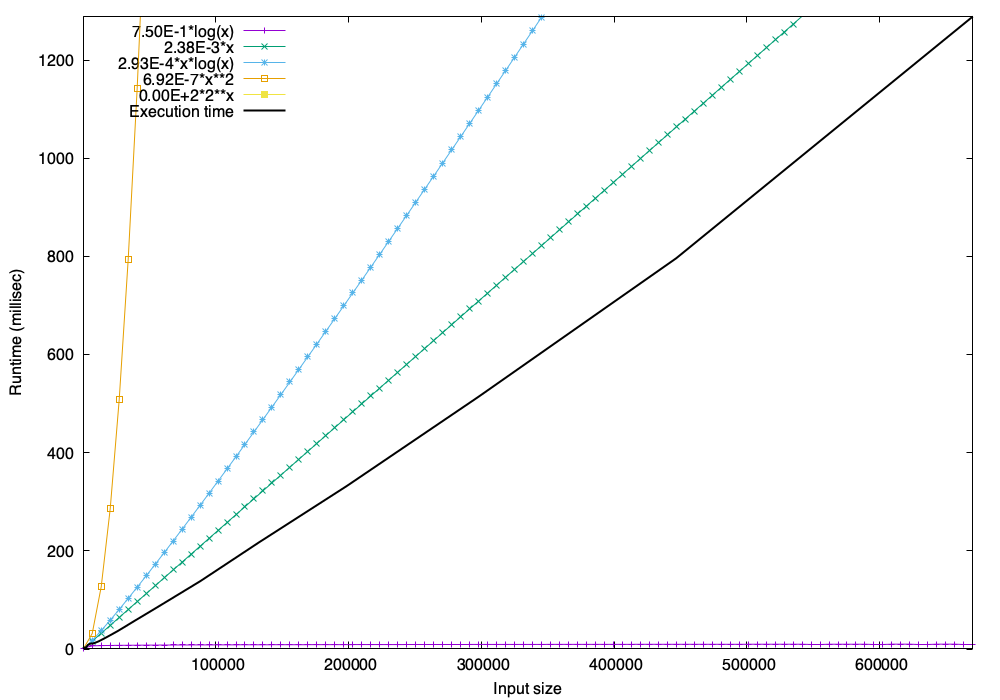 7.50E-1*log(x)
2.38E-3*x
2.93E-4*x*log(x)
6.92E-7*x**2
0.00E+2*2**x
Execution time
1200
1000
800
600
400
200
0
Runtime (millisec)
100000 200000 300000 400000 500000 600000
Input size